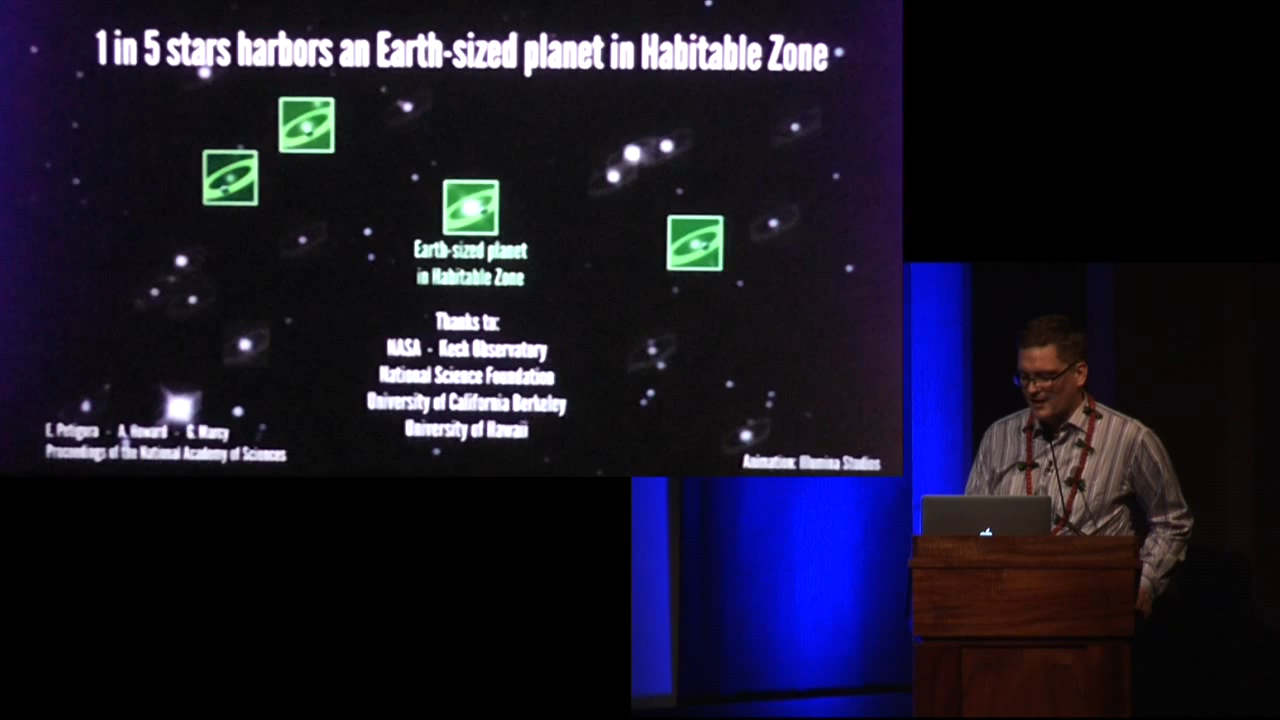 1 in 5 stars harbors an Earth-sized planet in Habitable Zone
Earth-sized planet
in Habitable Zone
Thanks to:
NASA - Keck Observatory
National Science Foundation
University of California Berkeley
University of Hawaii
E. Petigura - A. Howard - G. Marcy
Proceedings of the National Academy of Sciences
Animation: Illumina Studios